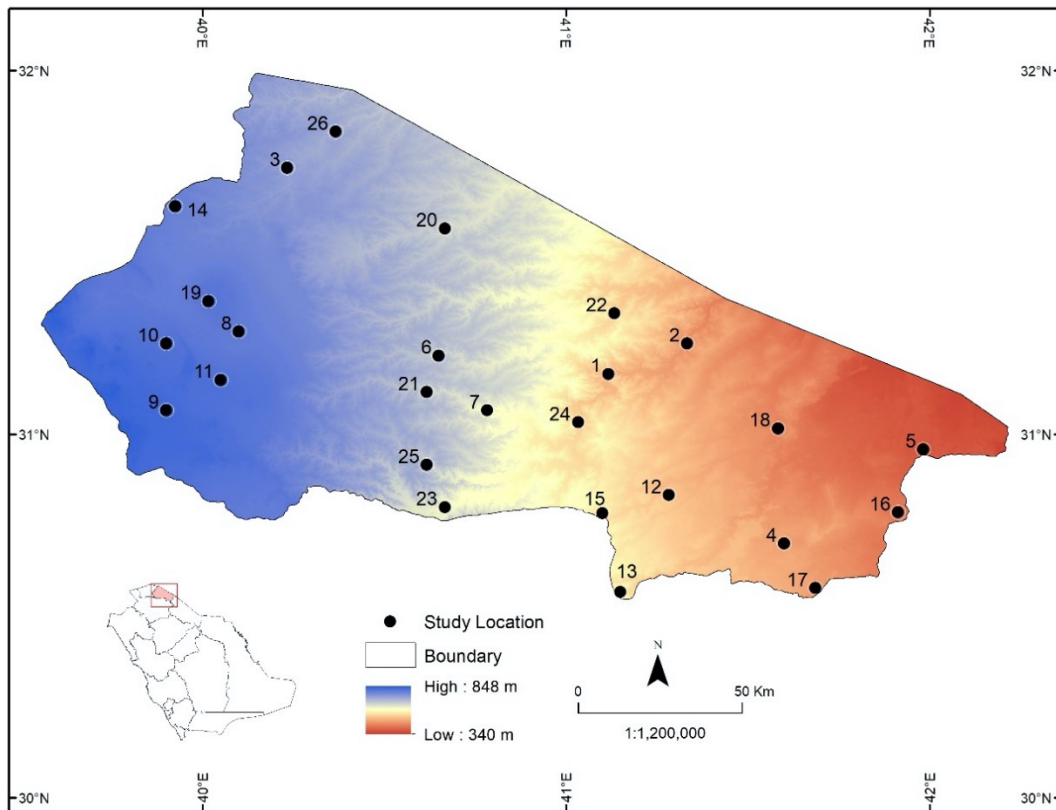 40°E
41°E
42°E
32°N
32°N
26
3
14
20
19
22
8
10
2
6
11
1
21
7
9
24
18
5
25
12
23
15
16
4
13
17
31°N
31°N
Study Location
Boundary
High : 848 m
Low : 340 m
N
0 50 Km
1:1,200,000
30°N
30°N
40°E
41°E
42°E